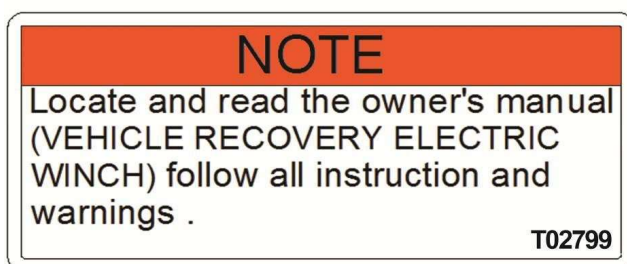 NOTE
Locate and read the owner's manual
(VEHICLE RECOVERY ELECTRIC
WINCH) follow all instruction and
warnings .
T02799